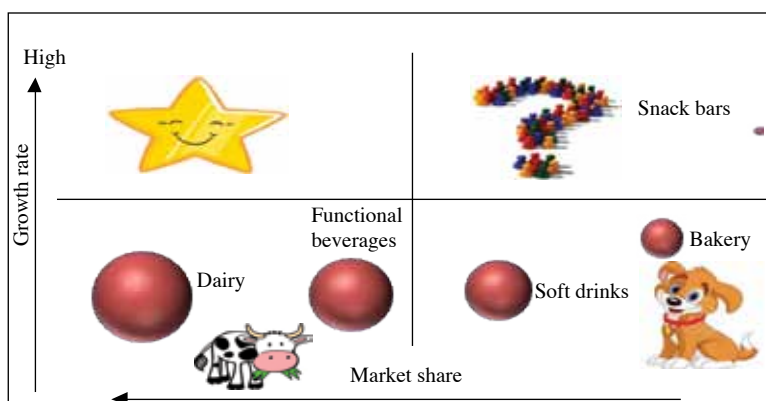 High
Growth rate
Snack bars
Functional
beverages
Bakery
Dairy
Soft drinks
Market share